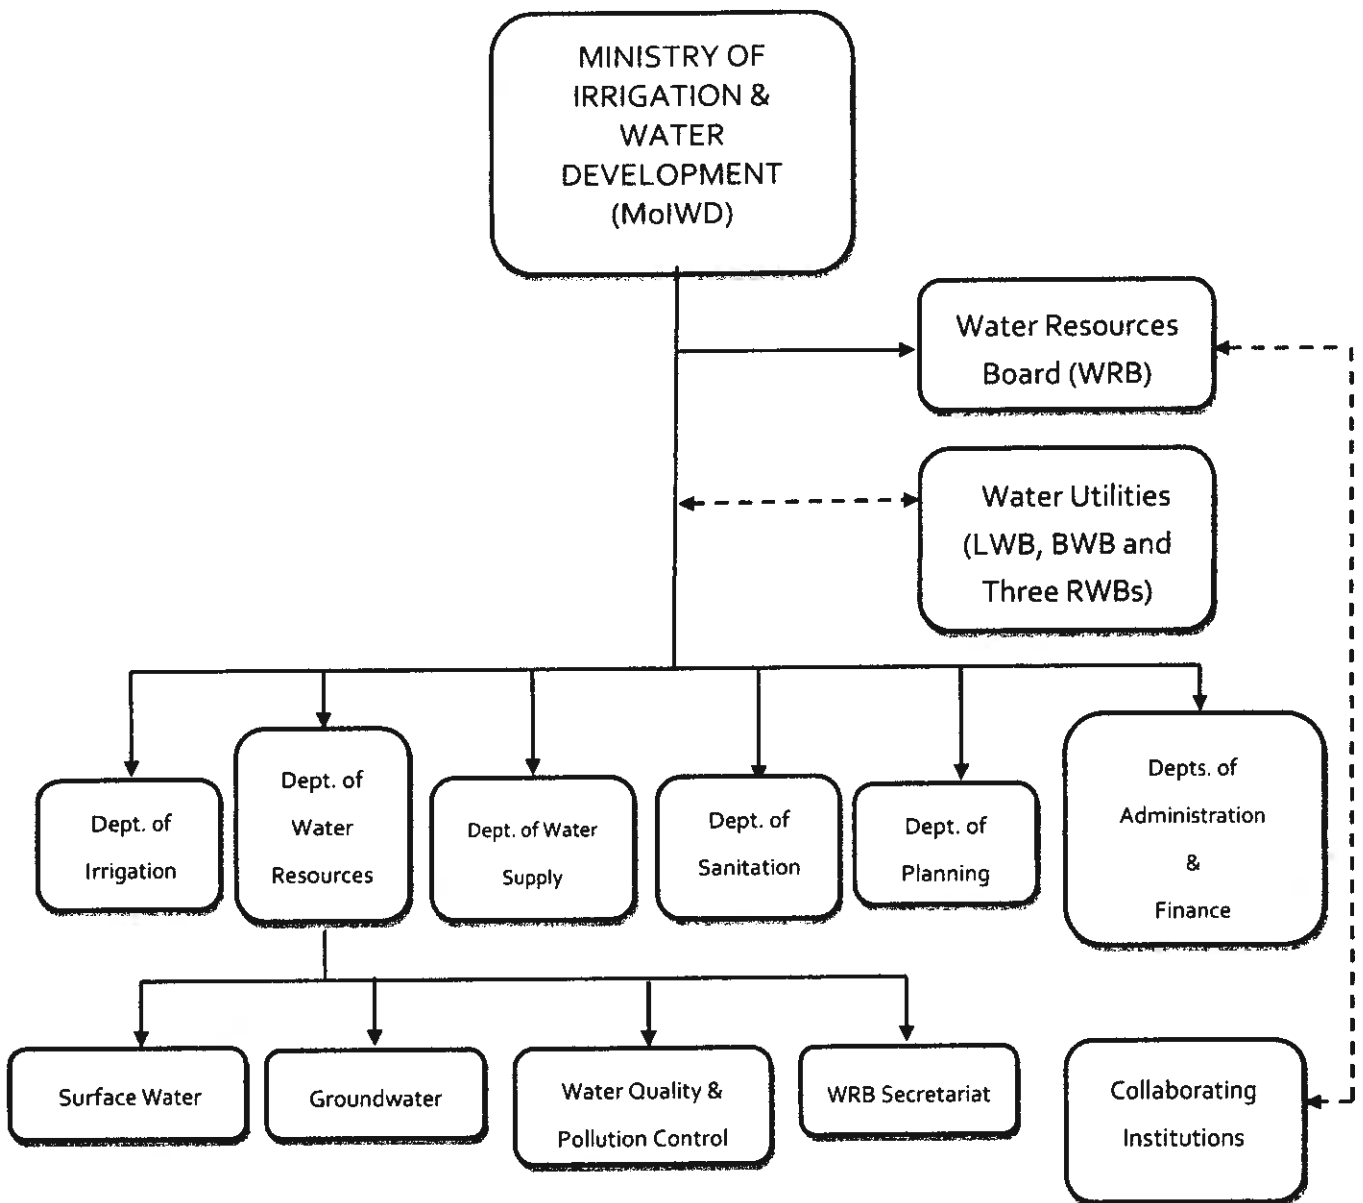 MINISTRY OF
IRRIGATION &
WATER
DEVELOPMENT
(MoIWD)
Water Resources
Board (WRB)
Water Utilities
(LWB, BWB and
Three RWBs)
Dept. of
Irrigation
Dept. of
Water
Resources
Dept. of Water
Supply
Dept. of
Sanitation
Dept. of
Planning
Depts. of
Administration
&
Finance
Surface Water
Groundwater
Water Quality &
Pollution Control
WRB Secretariat
Collaborating
Institutions